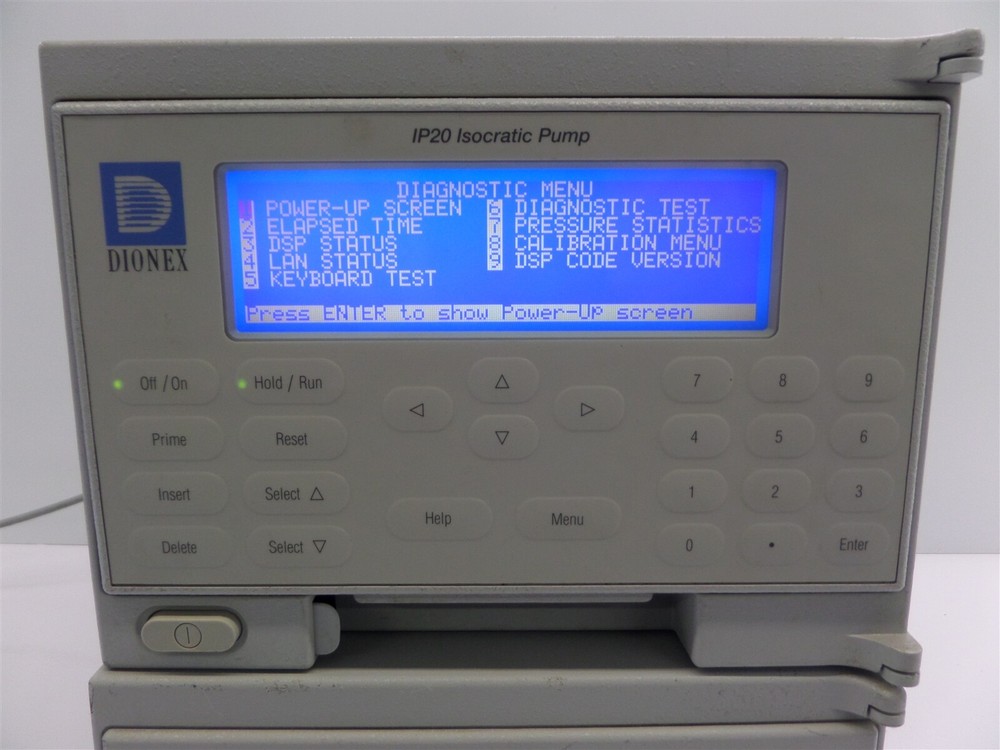 IP20 Isocratic Pump
DIONEX
DIAGNOSTIC MENU
1 POWER-UP SCREEN 6 DIAGNOSTIC TEST
2 ELAPSED TIME 7 PRESSURE STATISTICS
3 DSP STATUS 8 CALIBRATION MENU
4 LAN STATUS 9 DSP CODE VERSION
5 KEYBOARD TEST
Press ENTER to show Power-Up screen
Off / On Hold / Run 7 8 9
Prime Reset 4 5 6
Insert Select △ 1 2 3
Help Menu
Delete Select ▽ 0 • Enter